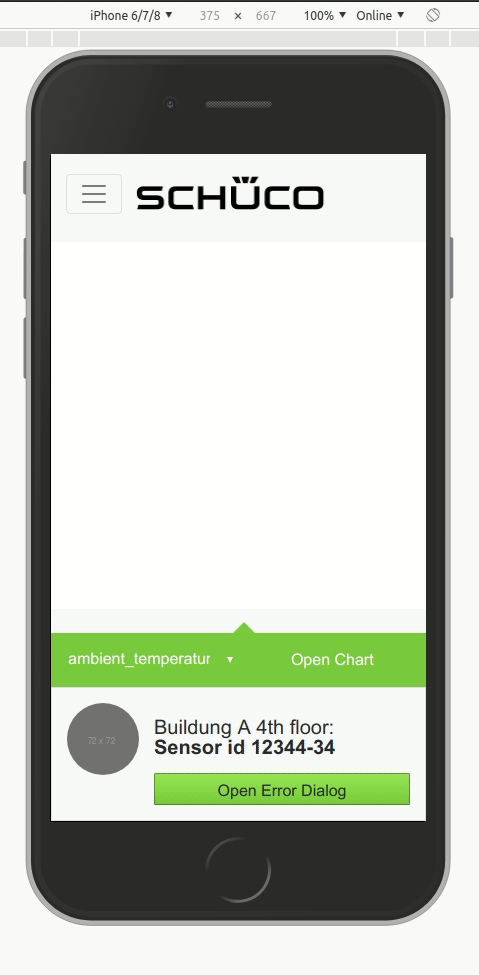 iPhone 6/7/8 ▼ 375 × 667 100% ▼ Online ▼
SCHÜCO
ambient_temperatur ▼ Open Chart
72 x 72
Buildung A 4th floor:
Sensor id 12344-34
Open Error Dialog